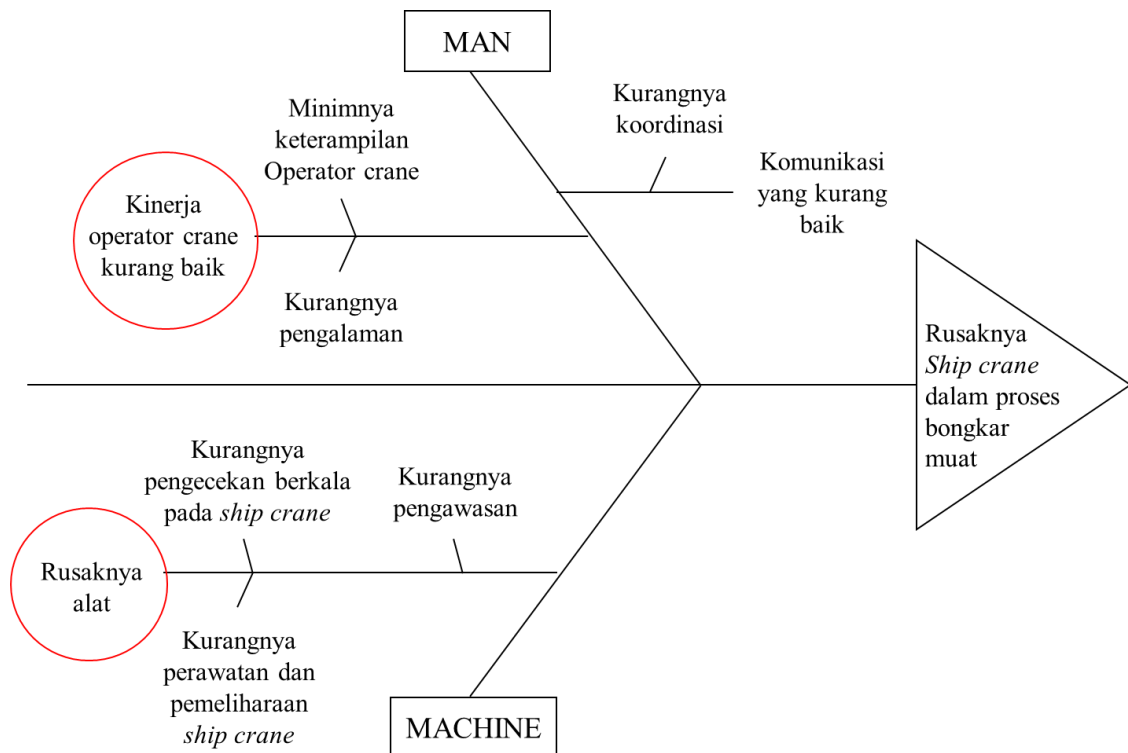 MAN
Minimnya
keterampilan
Operator crane
Kurangnya
koordinasi
Komunikasi
yang kurang
baik
Kinerja
operator crane
kurang baik
Kurangnya
pengalaman
Rusaknya
Ship crane
dalam proses
bongkar
muat
Kurangnya
pengecekan berkala
pada ship crane
Kurangnya
pengawasan
Rusaknya
alat
Kurangnya
perawatan dan
pemeliharaan
ship crane
MACHINE